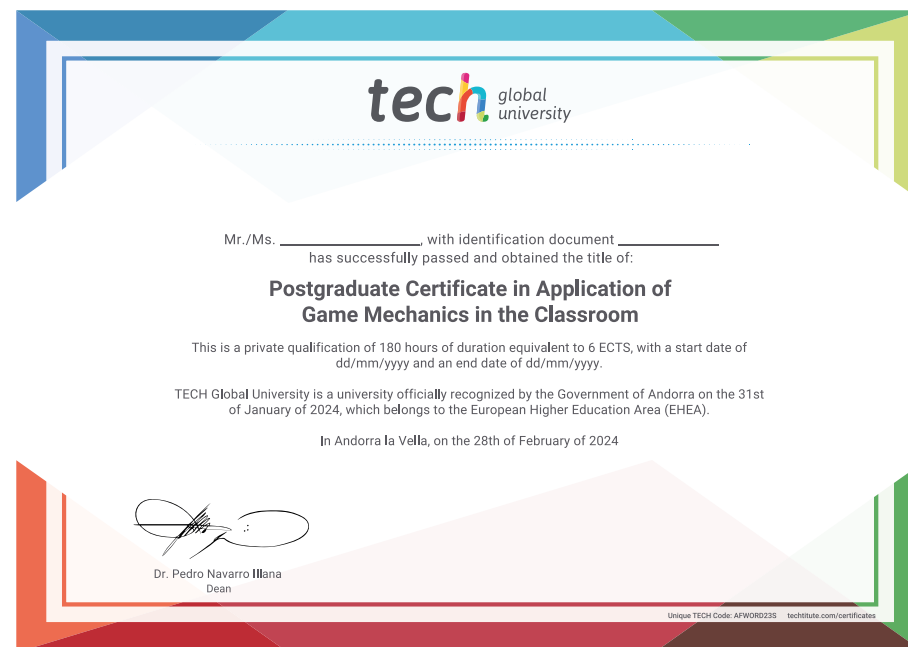 tech global
university
Mr./Ms. ____________, with identification document ____________
has successfully passed and obtained the title of:
Postgraduate Certificate in Application of
Game Mechanics in the Classroom
This is a private qualification of 180 hours of duration equivalent to 6 ECTS, with a start date of
dd/mm/yyyy and an end date of dd/mm/yyyy.
TECH Global University is a university officially recognized by the Government of Andorra on the 31st
of January of 2024, which belongs to the European Higher Education Area (EHEA).
In Andorra la Vella, on the 28th of February of 2024
Dr. Pedro Navarro Illana
Dean
Unique TECH Code: AFWORD23S techtitute.com/certificates